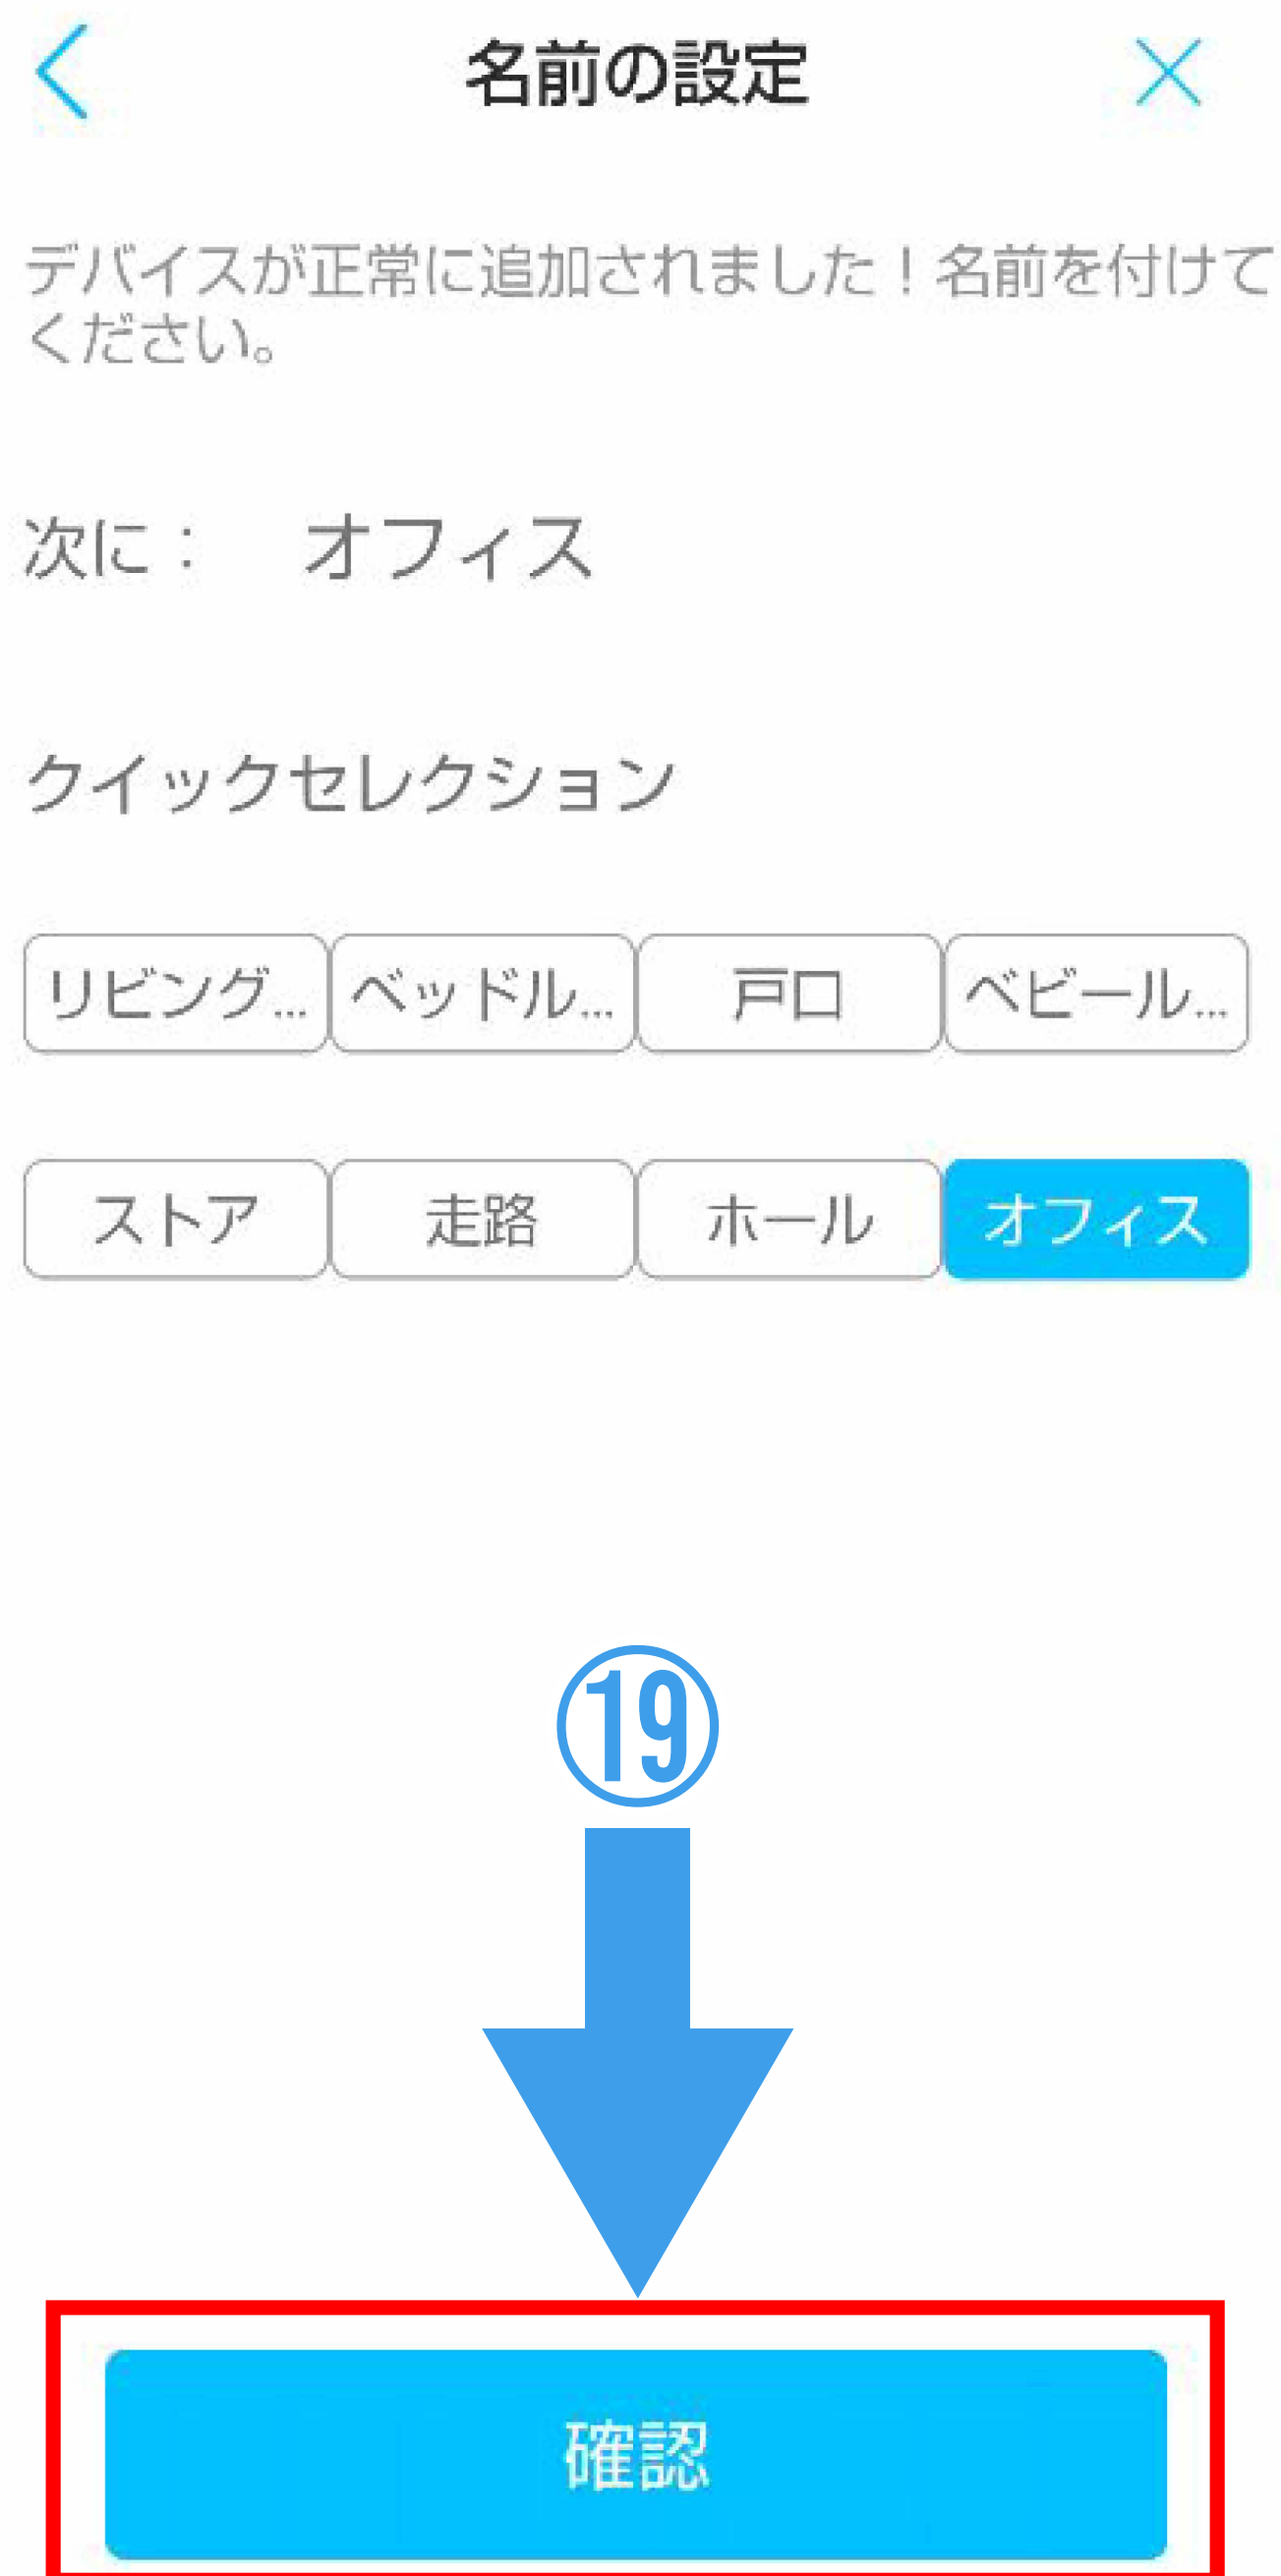 名前の設定
デバイスが正常に追加されました！名前を付けて
ください。
次に： オフィス
クイックセレクション
リビング... ベッドル... 戸口 ベビール...
ストア 走路 ホール オフィス
⑲
確認